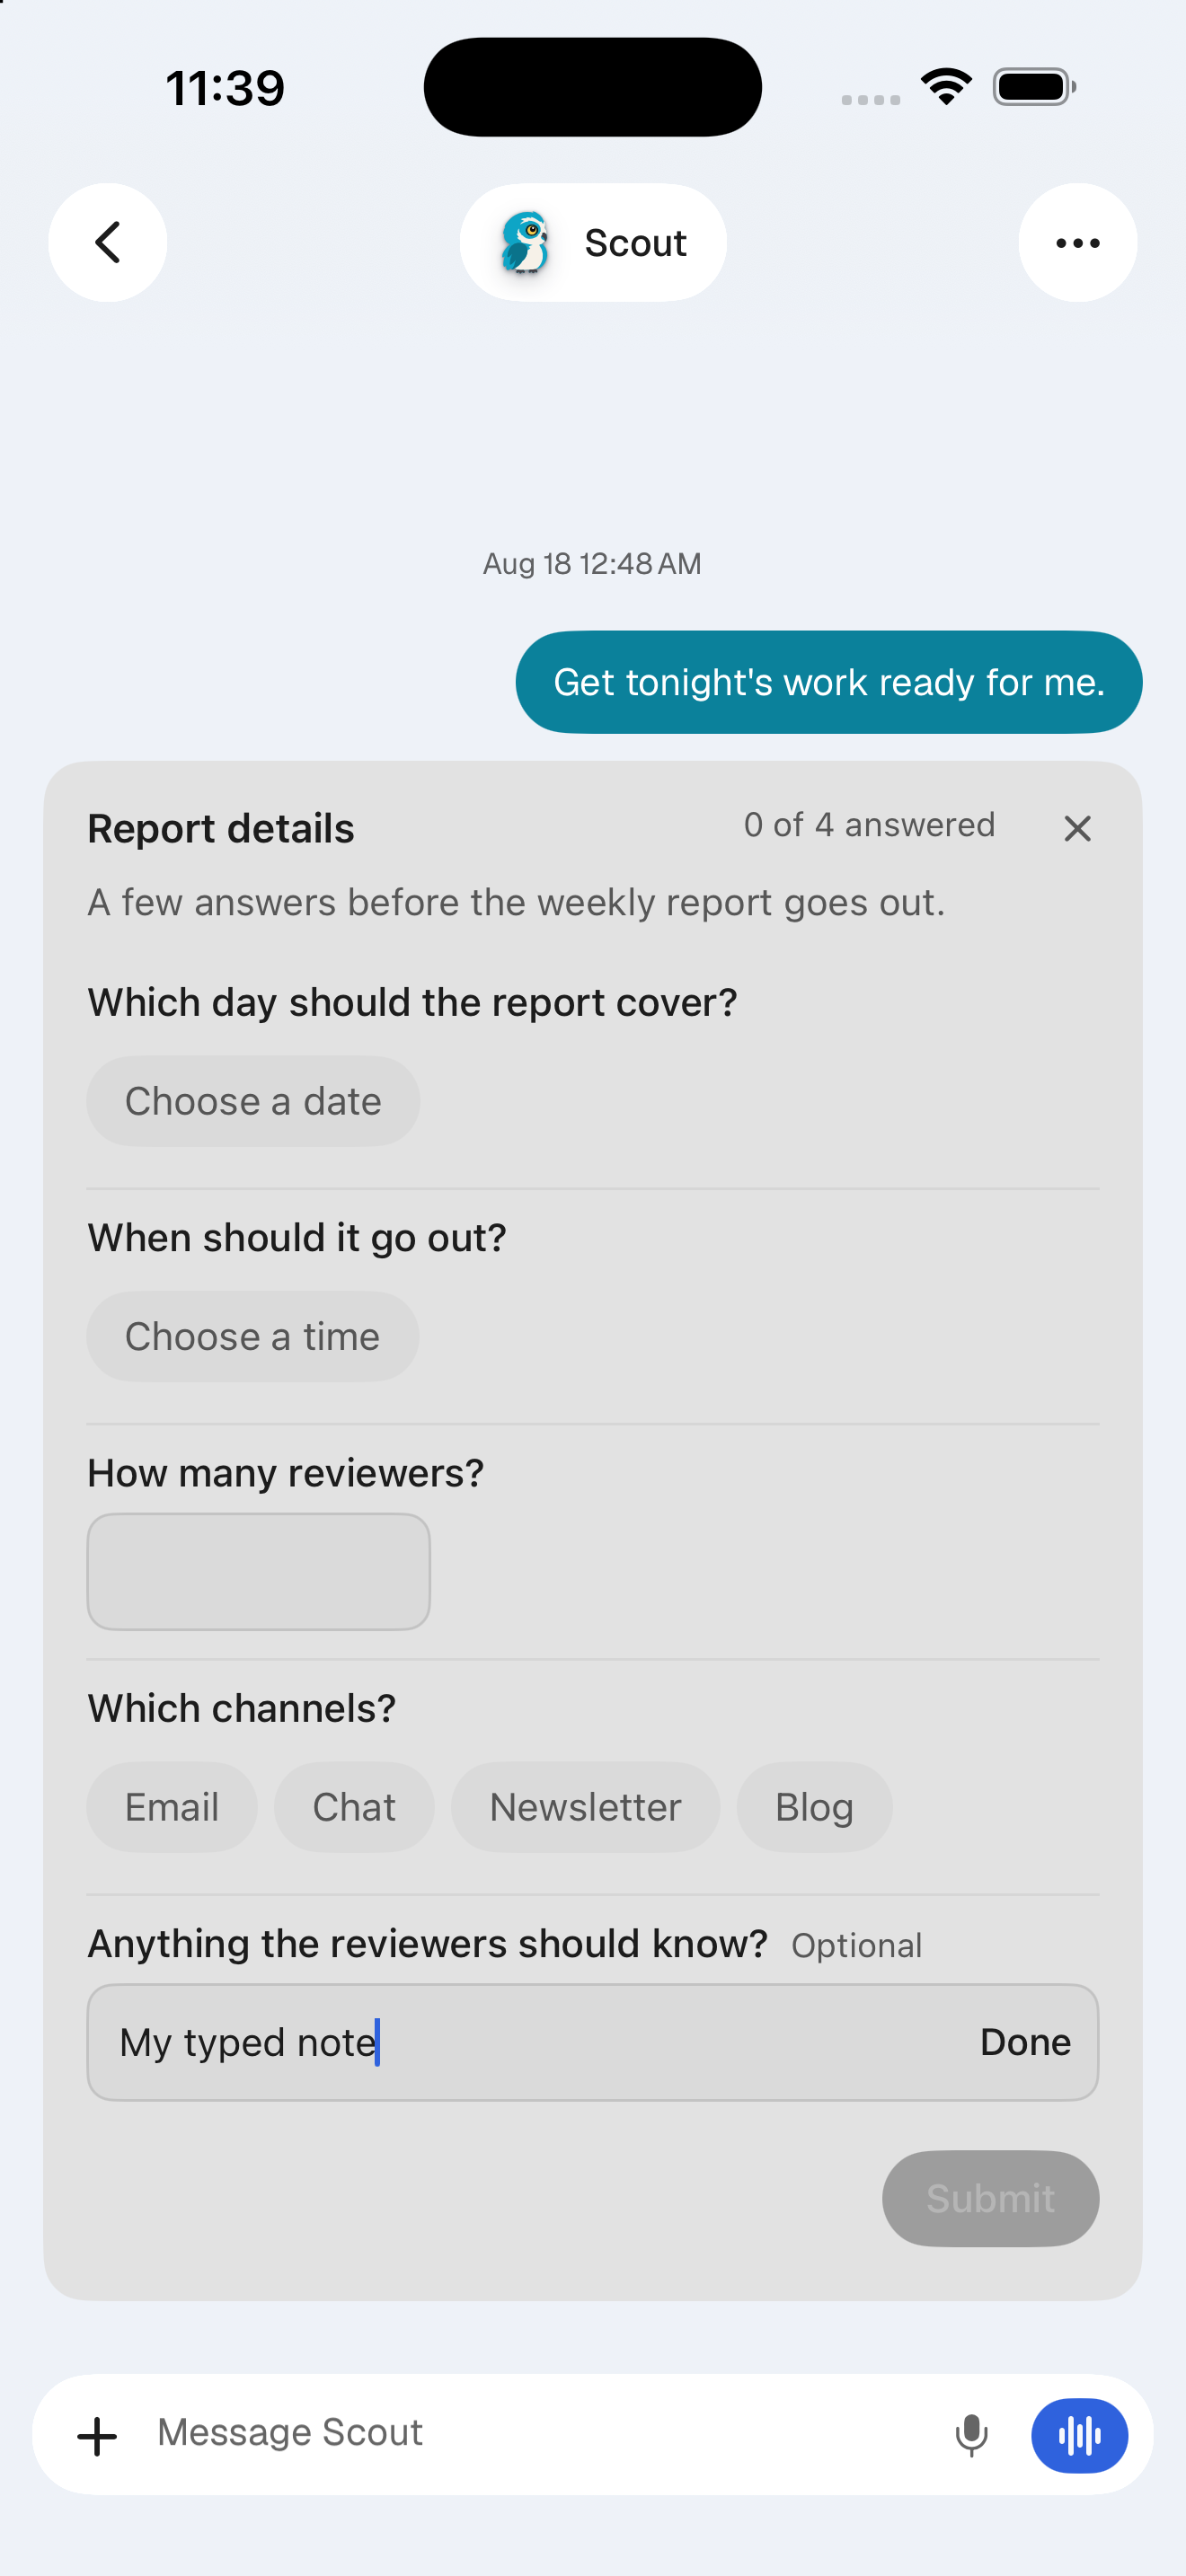 11:39
Scout
Aug 18 12:48 AM
Get tonight's work ready for me.
Report details
0 of 4 answered
A few answers before the weekly report goes out.
Which day should the report cover?
Choose a date
When should it go out?
Choose a time
How many reviewers?
Which channels?
Email Chat Newsletter Blog
Anything the reviewers should know? Optional
My typed note Done
Submit
Message Scout